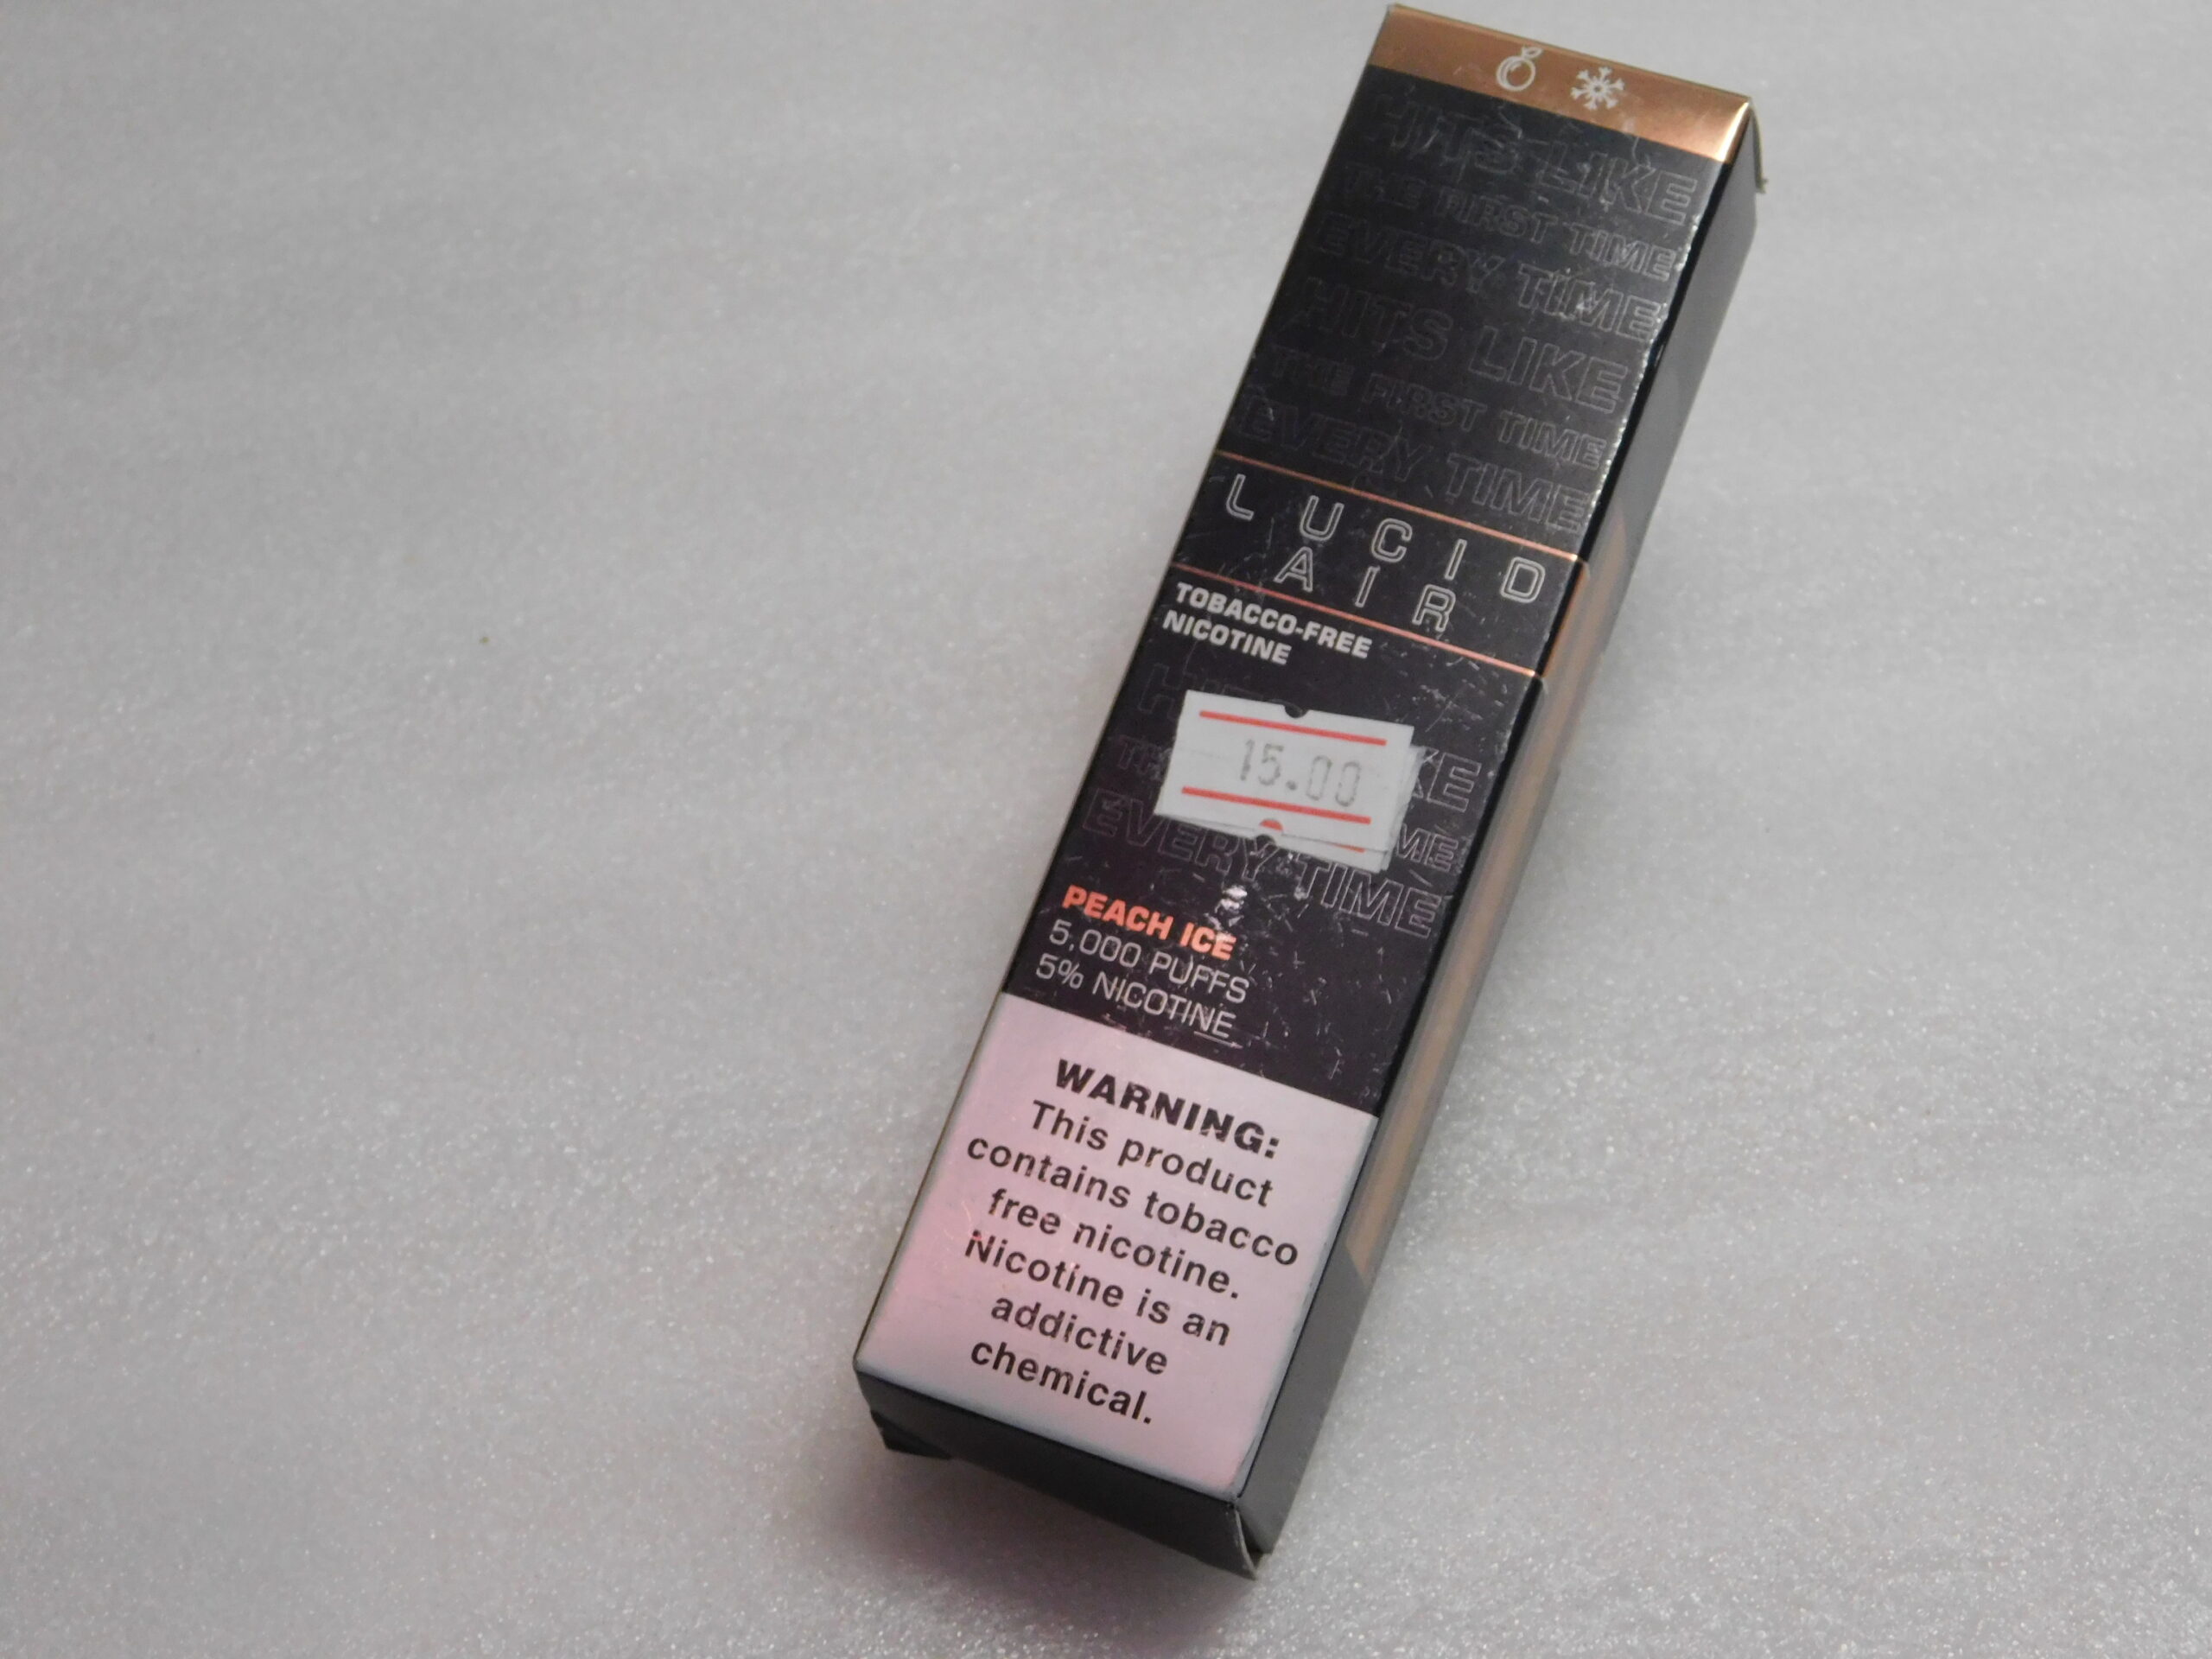 HITS LIKE
THE FIRST TIME
EVERY TIME
HITS LIKE
THE FIRST TIME
EVERY TIME
LUCID
AIR
TOBACCO-FREE
NICOTINE
15.00
EVERY TIME
PEACH ICE
5,000 PUFFS
5% NICOTINE
WARNING:
This product
contains tobacco
free nicotine.
Nicotine is an
addictive
chemical.